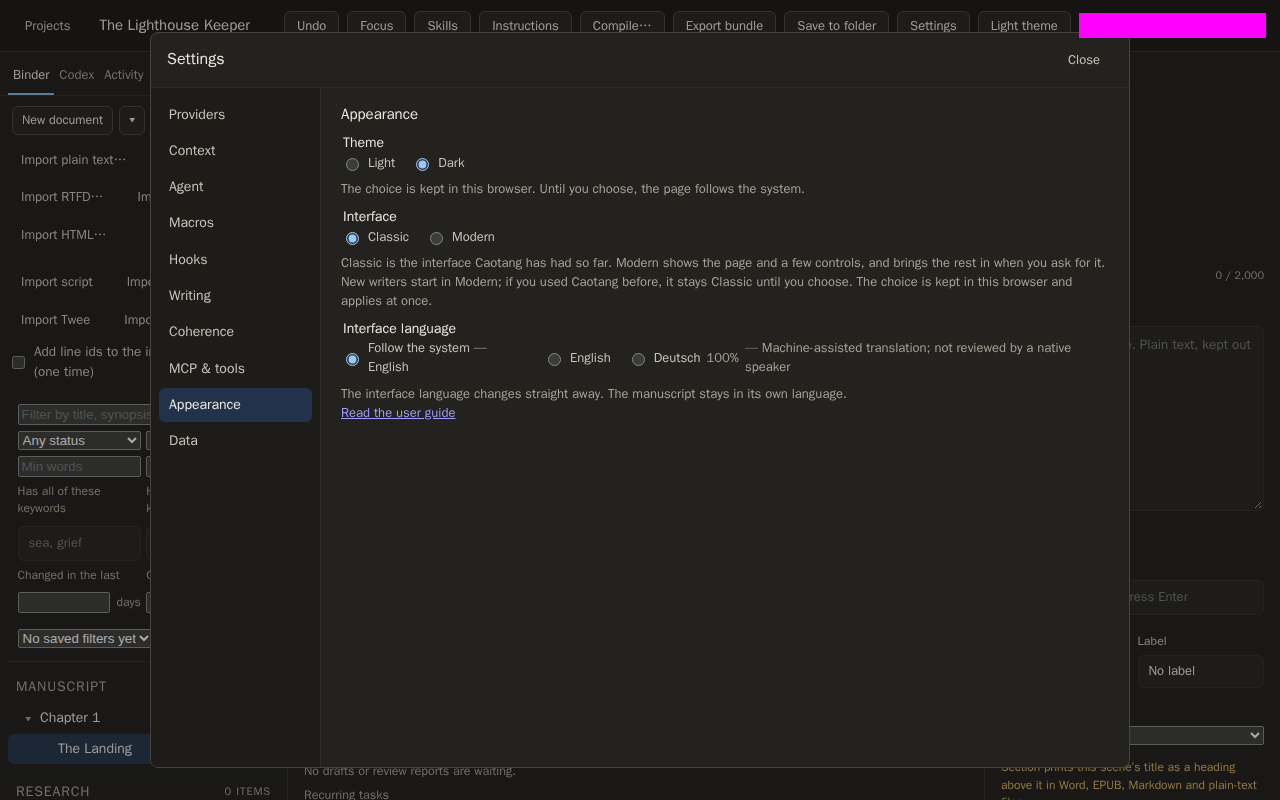 Projects
The Lighthouse Keeper
Undo
Focus
Skills
Instructions
Compile···
Export bundle
Save to folder
Settings
Light theme
Settings
Close
Binder
Codex
Activity
New document
Import plain text···
Import RTFD···
Import HTML···
Import script
Import Twee
Add line ids to the
(one time)
Filter by title, synopsis
Any status
Min words
Has all of these
keywords
sea, grief
Changed in the last
days
No saved filters yet
MANUSCRIPT
Chapter 1
The Landing
RESEARCH
0 ITEMS
Providers
Context
Agent
Macros
Hooks
Writing
Coherence
MCP & tools
Appearance
Data
Appearance
Theme
Light
Dark
The choice is kept in this browser. Until you choose, the page follows the system.
Interface
Classic
Modern
Classic is the interface Caotang has had so far. Modern shows the page and a few controls, and brings the rest in when you ask for it.
New writers start in Modern; if you used Caotang before, it stays Classic until you choose. The choice is kept in this browser and
applies at once.
Interface language
Follow the system —
English
English
Deutsch 100%
— Machine-assisted translation; not reviewed by a native
speaker
The interface language changes straight away. The manuscript stays in its own language.
Read the user guide
0 / 2,000
Plain text, kept out
Enter
Label
No label
No drafts or review reports are waiting.
Recurring tasks
Section prints this scene's title as a heading
above it in Word, EPUB, Markdown and plain-text